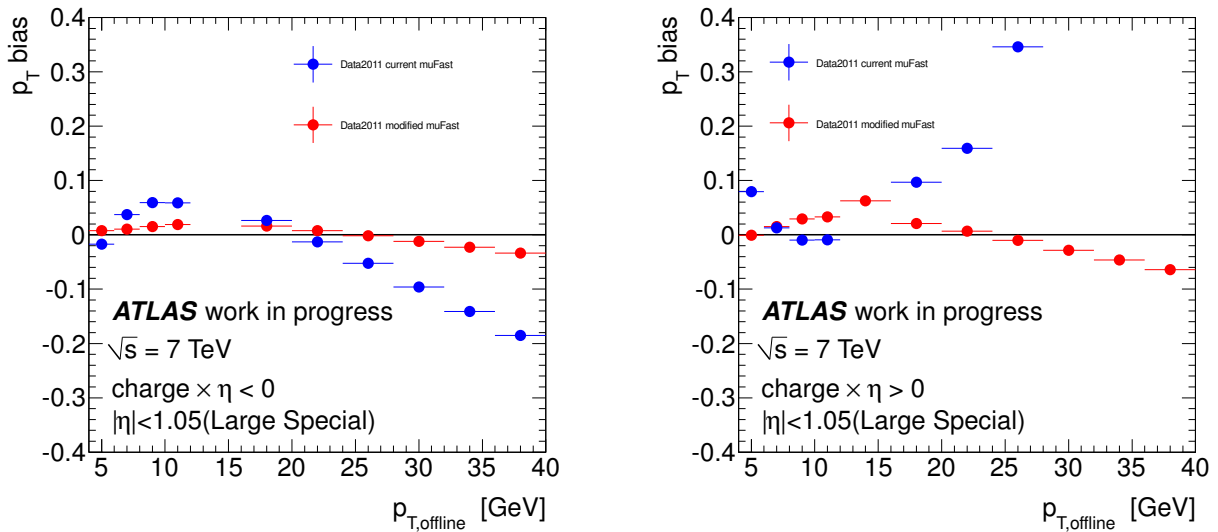 p_T bias
0.4
0.3
0.2
0.1
0
-0.1
-0.2
-0.3
-0.4
Data2011 current muFast
Data2011 modified muFast
ATLAS work in progress
√s = 7 TeV
charge × η < 0
|η|<1.05(Large Special)
5 10 15 20 25 30 35 40
p_T,offline [GeV]
p_T bias
0.4
0.3
0.2
0.1
0
-0.1
-0.2
-0.3
-0.4
Data2011 current muFast
Data2011 modified muFast
ATLAS work in progress
√s = 7 TeV
charge × η > 0
|η|<1.05(Large Special)
5 10 15 20 25 30 35 40
p_T,offline [GeV]